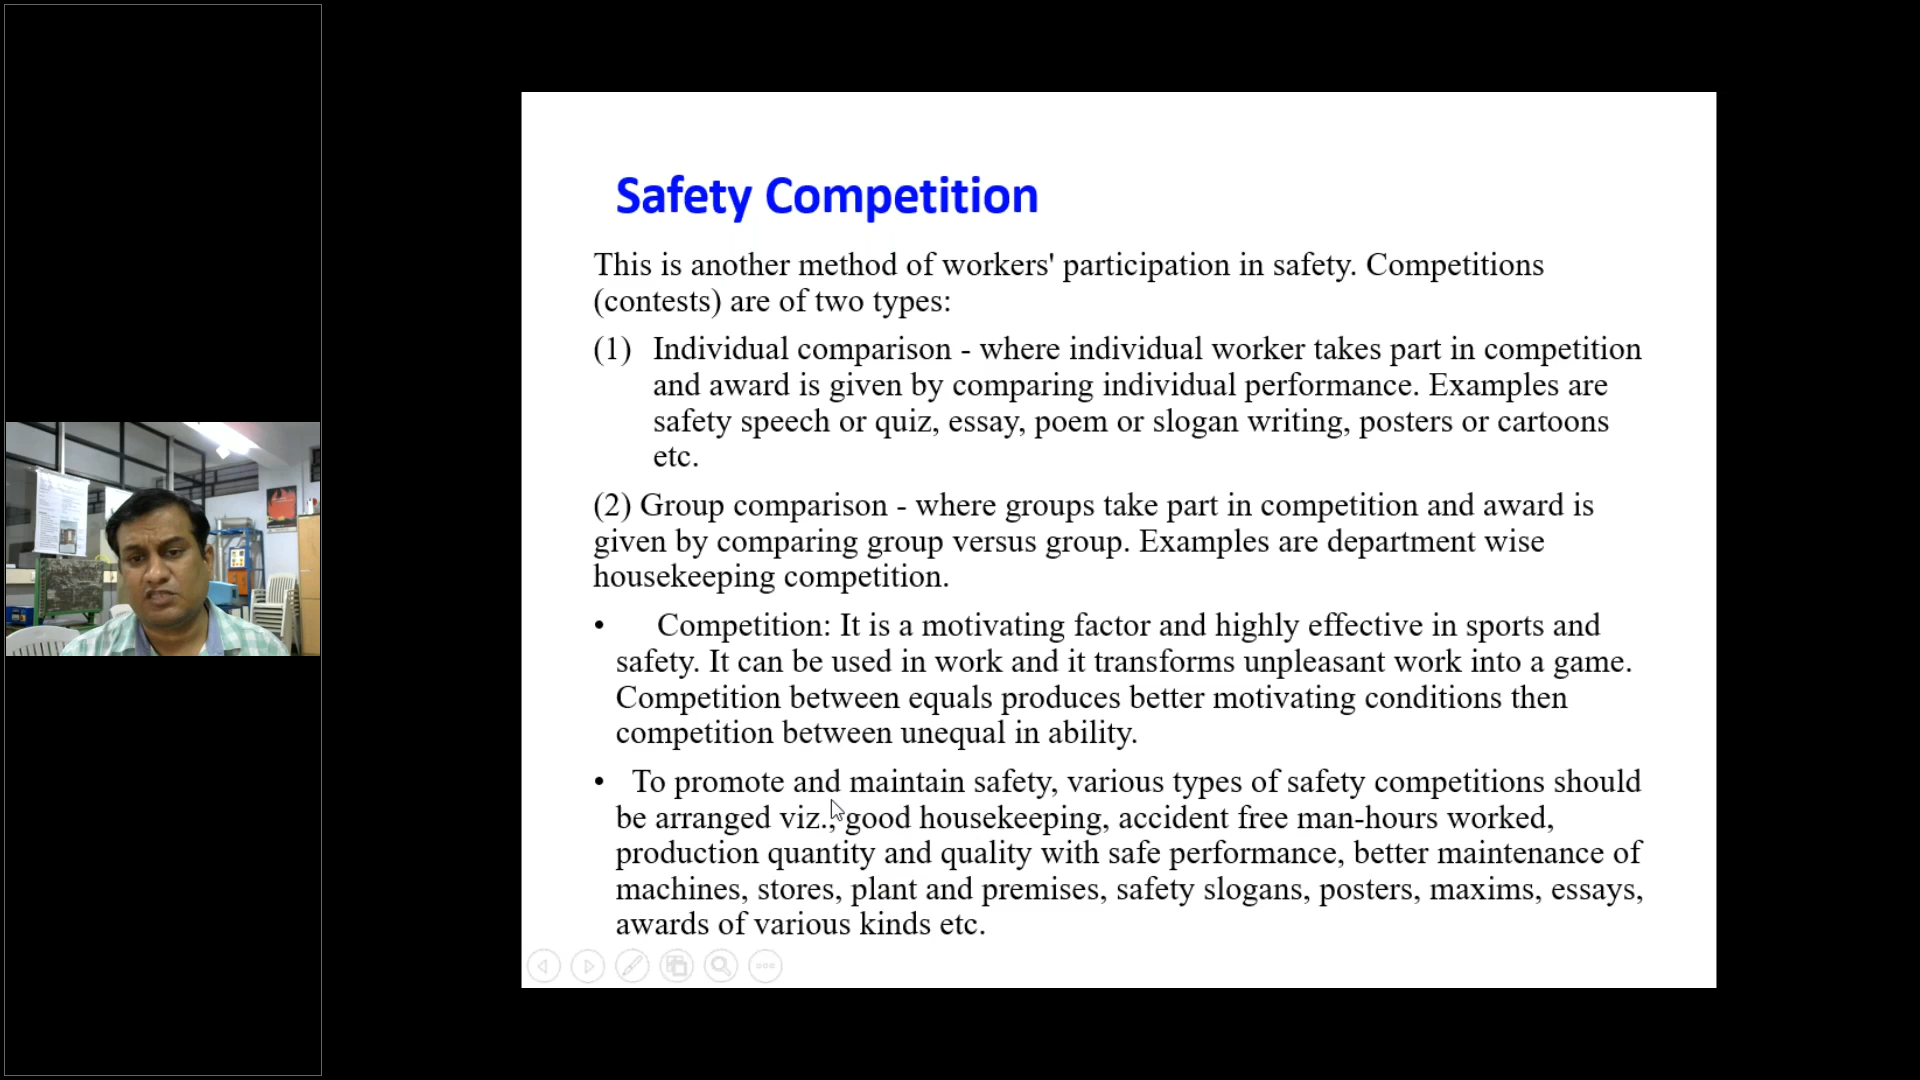 Safety Competition
This is another method of workers' participation in safety. Competitions
(contests) are of two types:
(1) Individual comparison - where individual worker takes part in competition
and award is given by comparing individual performance. Examples are
safety speech or quiz, essay, poem or slogan writing, posters or cartoons
etc.
(2) Group comparison - where groups take part in competition and award is
given by comparing group versus group. Examples are department wise
housekeeping competition.
• Competition: It is a motivating factor and highly effective in sports and
safety. It can be used in work and it transforms unpleasant work into a game.
Competition between equals produces better motivating conditions then
competition between unequal in ability.
• To promote and maintain safety, various types of safety competitions should
be arranged viz., good housekeeping, accident free man-hours worked,
production quantity and quality with safe performance, better maintenance of
machines, stores, plant and premises, safety slogans, posters, maxims, essays,
awards of various kinds etc.